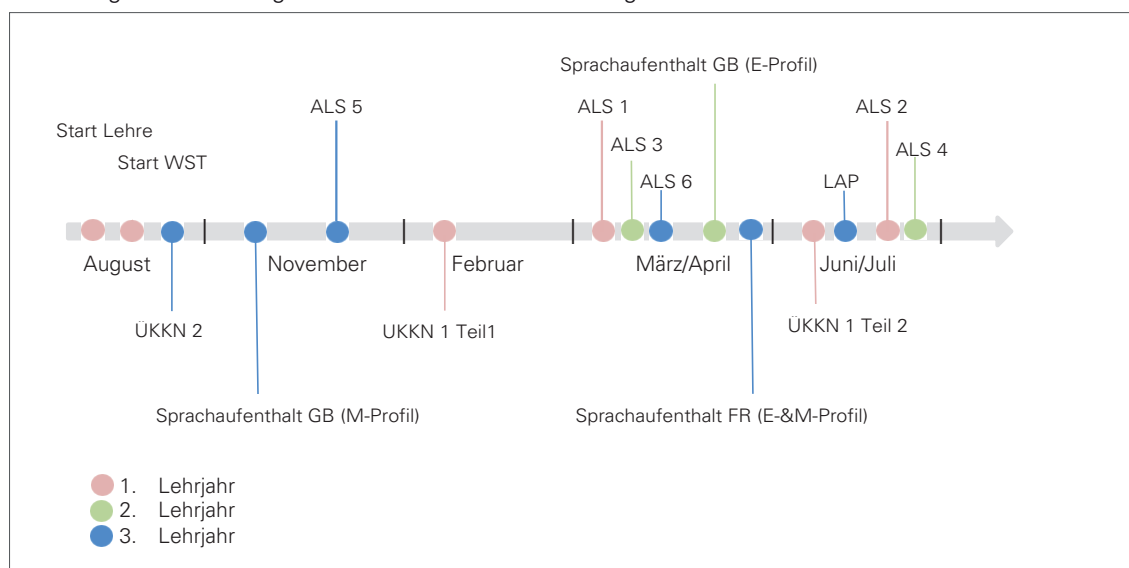 Sprachaufenthalt GB (E-Profil)
ALS 5
ALS 1
ALS 2
Start Lehre
ALS 3
ALS 4
Start WST
ALS 6
LAP
August
November
Februar
März/April
Juni/Juli
ÜKKN 2
UKKN 1 Teil1
ÜKKN 1 Teil 2
Sprachaufenthalt GB (M-Profil)
Sprachaufenthalt FR (E-&M-Profil)
1. Lehrjahr
2. Lehrjahr
3. Lehrjahr